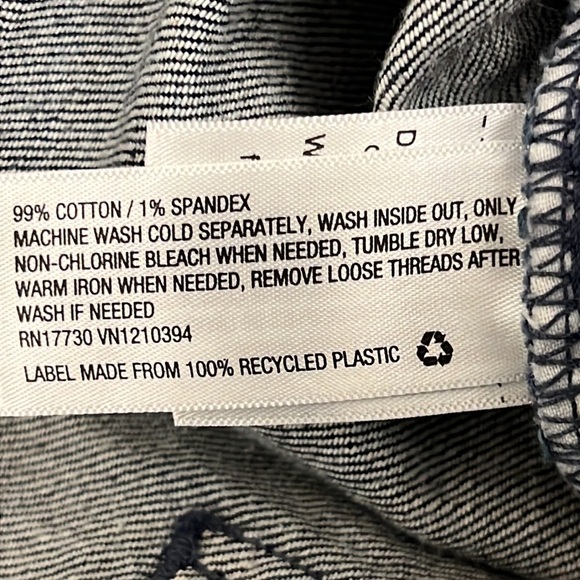 99% COTTON / 1% SPANDEX
MACHINE WASH COLD SEPARATELY, WASH INSIDE OUT, ONLY
NON-CHLORINE BLEACH WHEN NEEDED, TUMBLE DRY LOW,
WARM IRON WHEN NEEDED, REMOVE LOOSE THREADS AFTER
WASH IF NEEDED
RN17730 VN1210394
LABEL MADE FROM 100% RECYCLED PLASTIC